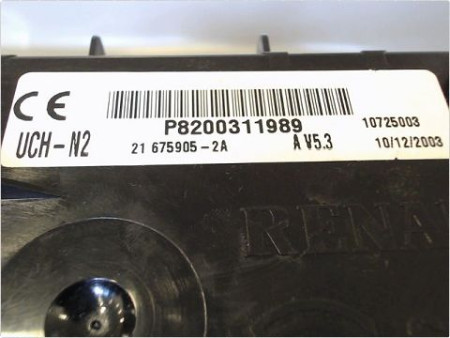 CE
P8200311989
10725003
UCH-N2
21 675905-2A
A V5.3
10/12/2003
RENA